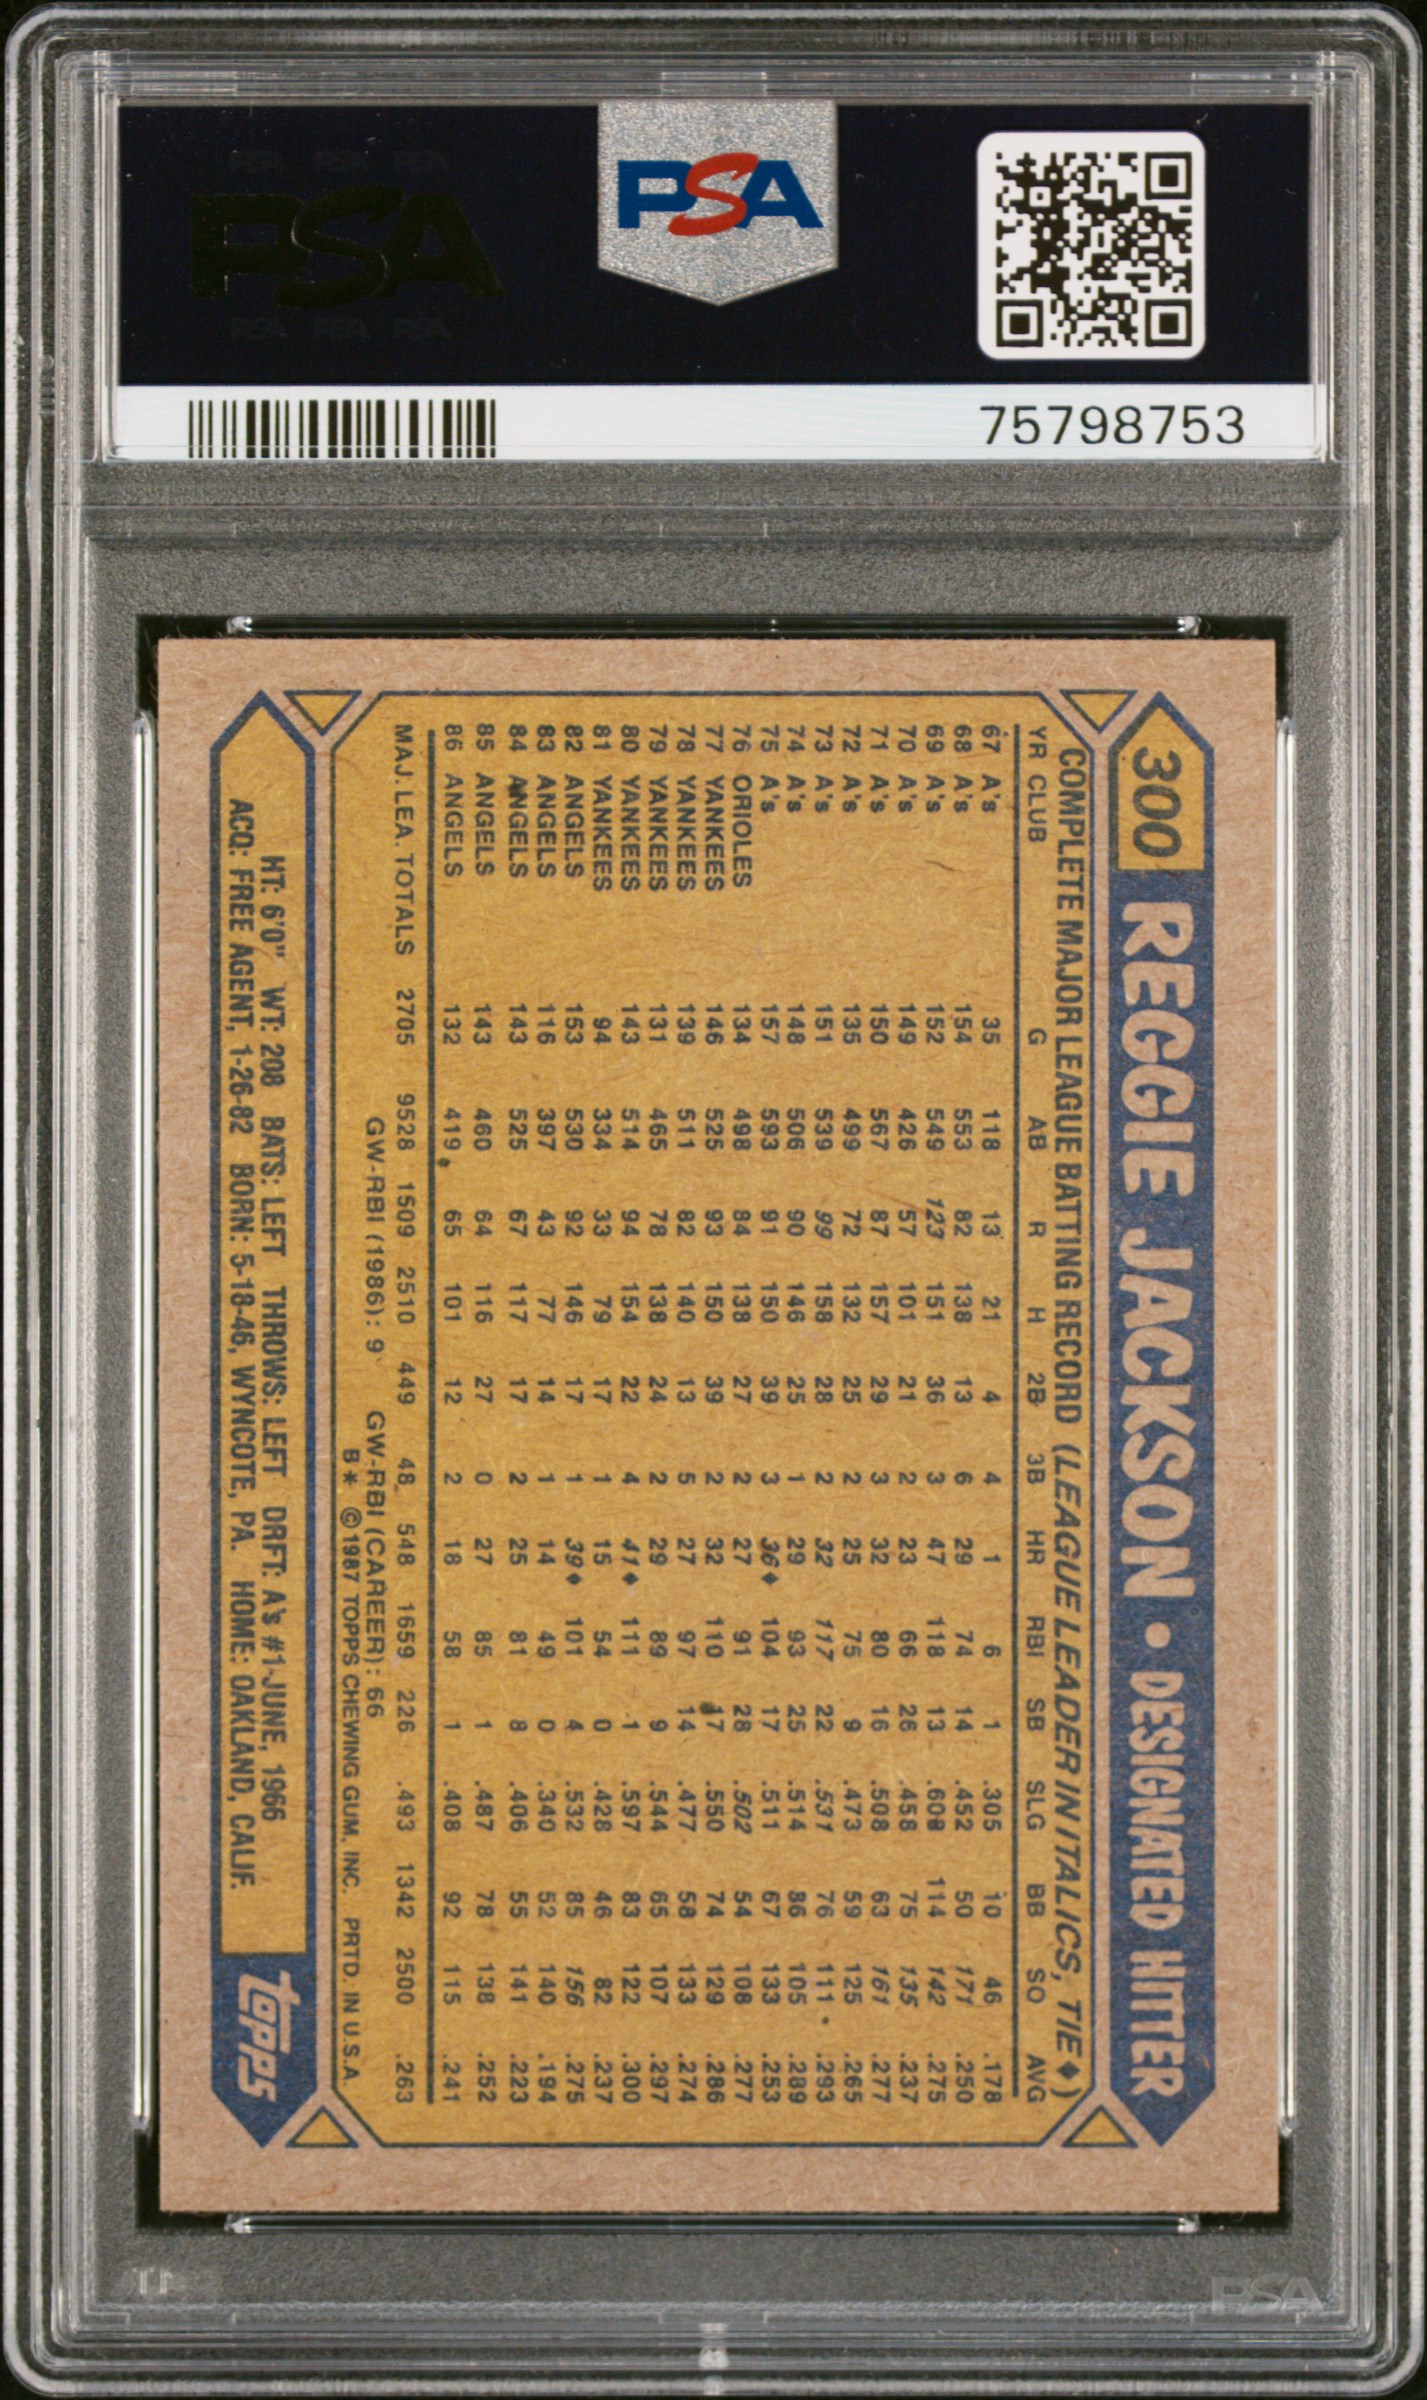 PSA PSA PSA
PSA
PSA PSA PSA
PSA
75798753
300 REGGIE JACKSON • DESIGNATED HITTER
COMPLETE MAJOR LEAGUE BATTING RECORD (LEAGUE LEADER IN ITALICS, TIE ♦)
YR CLUB G AB R H 2B 3B HR RBI SB SLG BB SO AVG
67 A's 35 118 13 21 4 4 1 6 1 .305 10 46 .178
68 A's 154 553 82 138 13 6 29 74 14 .452 50 171 .250
69 A's 152 549 123 151 36 3 47 118 13 .608 114 142 .275
70 A's 149 426 57 101 21 2 23 66 26 .458 75 135 .237
71 A's 150 567 87 157 29 3 32 80 16 .508 63 161 .277
72 A's 135 499 72 132 25 2 25 75 9 .473 59 125 .265
73 A's 151 539 99 158 28 2 32 117 22 .531 76 111 .293
74 A's 148 506 90 146 25 1 29 93 25 .514 86 105 .289
75 A's 157 593 91 150 39 3 36♦ 104 17 .511 67 133 .253
76 ORIOLES 134 498 84 138 27 2 27 91 28 .502 54 108 .277
77 YANKEES 146 525 93 150 39 2 32 110 17 .550 74 129 .286
78 YANKEES 139 511 82 140 13 5 27 97 14 .477 58 133 .274
79 YANKEES 131 465 78 138 24 2 29 89 9 .544 65 107 .297
80 YANKEES 143 514 94 154 22 4 41♦ 111 1 .597 83 122 .300
81 YANKEES 94 334 33 79 17 1 15 54 0 .428 46 82 .237
82 ANGELS 153 530 92 146 17 1 39♦ 101 4 .532 85 156 .275
83 ANGELS 116 397 43 77 14 1 14 49 0 .340 52 140 .194
84 ANGELS 143 525 67 117 17 2 25 81 8 .406 55 141 .223
85 ANGELS 143 460 64 116 27 0 27 85 1 .487 78 138 .252
86 ANGELS 132 419 65 101 12 2 18 58 1 .408 92 115 .241
MAJ. LEA. TOTALS 2705 9528 1509 2510 449 48 548 1659 226 .493 1342 2500 .263
GW-RBI (1986): 9 GW-RBI (CAREER): 66
B* ©1987 TOPPS CHEWING GUM, INC. PRTD. IN U.S.A.
HT: 6'0" WT: 208 BATS: LEFT THROWS: LEFT DRFT: A's #1-JUNE, 1966
ACQ: FREE AGENT, 1-26-82 BORN: 5-18-46, WYNCOTE, PA. HOME: OAKLAND, CALIF.
topps
PSA